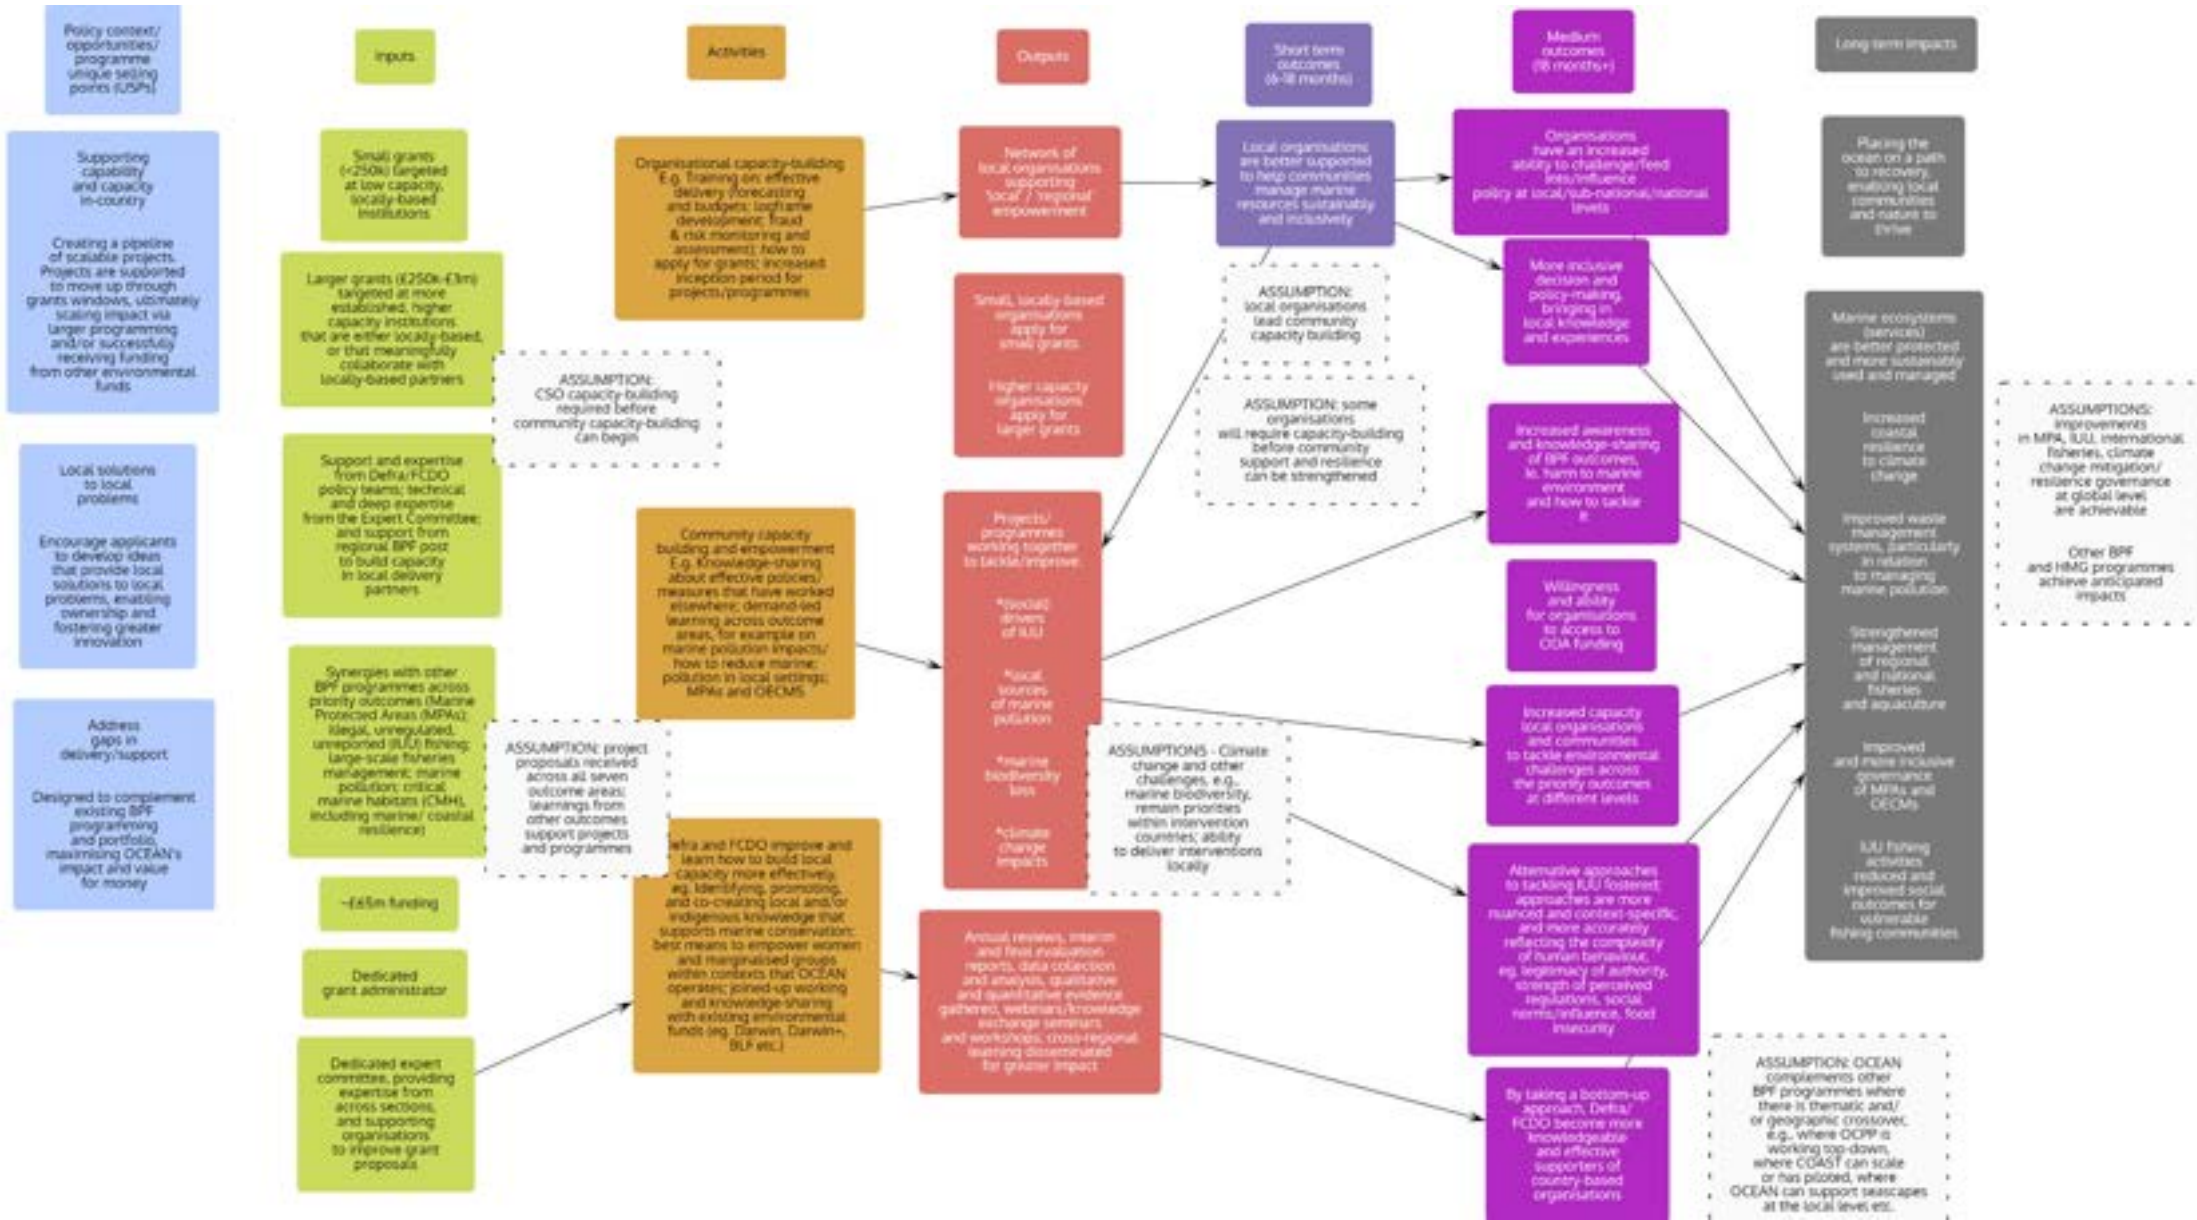 Policy context/
opportunities/
programme
unique selling
points (USPs)
Inputs
Activities
Outputs
Short term
outcomes
(6-18 months)
Medium
outcomes
(18 months+)
Long term impacts
Supporting
capability
and capacity
in-country
Creating a pipeline
of scalable projects.
Projects are supported
to move up through
grants windows, ultimately
scaling impact via
larger programming
and/or successfully
receiving funding
from other environmental
funds
Local solutions
to local
problems
Encourage applicants
to develop ideas
that provide local
solutions to local
problems, enabling
ownership and
fostering greater
innovation
Address
gaps in
delivery/support
Designed to complement
existing BPF
programming
and portfolio,
maximising OCEAN's
impact and value
for money
Small grants
(<250k) targeted
at low capacity,
locally-based
institutions
Larger grants (£250k-£3m)
targeted at more
established, higher
capacity institutions
that are either locally-based,
or that meaningfully
collaborate with
locally-based partners
Support and expertise
from Defra/FCDO
policy teams; technical
and deep expertise
from the Expert Committee;
and support from
regional BPF post
to build capacity
in local delivery
partners
Synergies with other
BPF programmes across
priority outcomes (Marine
Protected Areas (MPAs);
illegal, unregulated,
unreported (IUU) fishing;
large-scale fisheries
management; marine
pollution; critical
marine habitats (CMH),
including marine/ coastal
resilience)
~£65m funding
Dedicated
grant administrator
Dedicated expert
committee, providing
expertise from
across sections,
and supporting
organisations
to improve grant
proposals
ASSUMPTION:
CSO capacity-building
required before
community capacity-building
can begin
ASSUMPTION: project
proposals received
across all seven
outcome areas;
learnings from
other outcomes
support projects
and programmes
Organisational capacity-building
E.g. Training on: effective
delivery (forecasting
and budgets; logframe
development; fraud
& risk monitoring and
assessment); how to
apply for grants; increased
inception period for
projects/programmes
Community capacity
building and empowerment
E.g. Knowledge-sharing
about effective policies/
measures that have worked
elsewhere; demand-led
learning across outcome
areas, for example on
marine pollution impacts/
how to reduce marine;
pollution in local settings;
MPAs and OECMS
efra and FCDO improve and
learn how to build local
capacity more effectively,
eg. Identifying, promoting,
and co-creating local and/or
indigenous knowledge that
supports marine conservation;
best means to empower women
and marginalised groups
within contexts that OCEAN
operates; joined-up working
and knowledge-sharing
with existing environmental
funds (eg. Darwin, Darwin+,
BLF etc.)
Network of
local organisations
supporting
'local' / 'regional'
empowerment
Small, locally-based
organisations
apply for
small grants
Higher capacity
organisations
apply for
larger grants
Projects/
programmes
working together
to tackle/improve:
*(social)
drivers
of IUU
*local
sources
of marine
pollution
*marine
biodiversity
loss
*climate
change
impacts
Annual reviews, interim
and final evaluation
reports, data collection
and analysis, qualitative
and quantitative evidence
gathered, webinars/knowledge
exchange seminars
and workshops, cross-regional
learning disseminated
for greater impact
Local organisations
are better supported
to help communities
manage marine
resources sustainably
and inclusively
ASSUMPTION:
local organisations
lead community
capacity building
ASSUMPTION: some
organisations
will require capacity-building
before community
support and resilience
can be strengthened
ASSUMPTIONS - Climate
change and other
challenges, e.g.,
marine biodiversity,
remain priorities
within intervention
countries; ability
to deliver interventions
locally
Organisations
have an increased
ability to challenge/feed
into/influence
policy at local/sub-national/national
levels
More inclusive
decision and
policy-making,
bringing in
local knowledge
and experiences
Increased awareness
and knowledge-sharing
of BPF outcomes,
ie. harm to marine
environment
and how to tackle
it
Willingness
and ability
for organisations
to access to
ODA funding
Increased capacity
local organisations
and communities
to tackle environmental
challenges across
the priority outcomes
at different levels
Alternative approaches
to tackling IUU fostered;
approaches are more
nuanced and context-specific,
and more accurately
reflecting the complexity
of human behaviour,
eg. legitimacy of authority,
strength of perceived
regulations, social
norms/influence, food
insecurity
By taking a bottom-up
approach, Defra/
FCDO become more
knowledgeable
and effective
supporters of
country-based
organisations
Placing the
ocean on a path
to recovery,
enabling local
communities
and nature to
thrive
Marine ecosystems
(services)
are better protected
and more sustainably
used and managed
Increased
coastal
resilience
to climate
change
Improved waste
management
systems, particularly
in relation
to managing
marine pollution
Strengthened
management
of regional
and national
fisheries
and aquaculture
Improved
and more inclusive
governance
of MPAs and
OECMs
IUU fishing
activities
reduced and
improved social
outcomes for
vulnerable
fishing communities
ASSUMPTIONS:
improvements
in MPA, IUU, international
fisheries, climate
change mitigation/
resilience governance
at global level
are achievable
Other BPF
and HMG programmes
achieve anticipated
impacts
ASSUMPTION: OCEAN
complements other
BPF programmes where
there is thematic and/
or geographic crossover,
e.g., where OCPP is
working top-down,
where COAST can scale
or has piloted, where
OCEAN can support seascapes
at the local level etc.